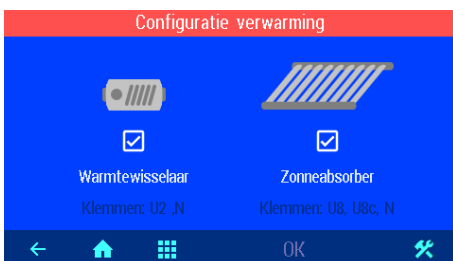 Configuratie verwarming
Warmtewisselaar
Zonneabsorber
Klemmen: U2 ,N
Klemmen: U8, U8c, N
OK